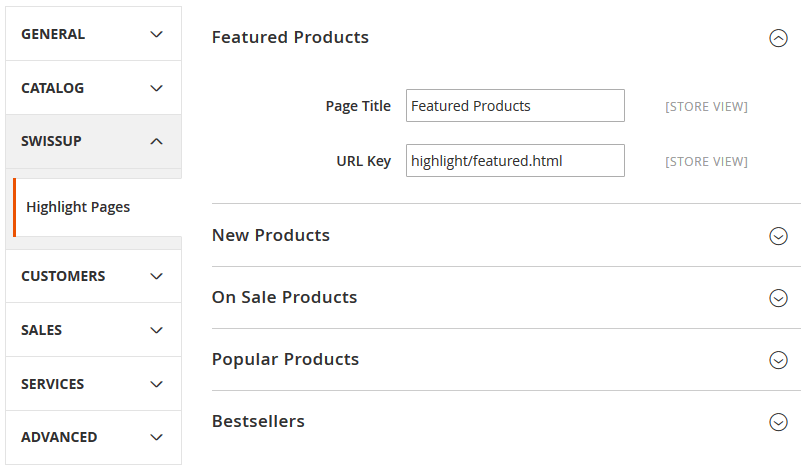 GENERAL
CATALOG
SWISSUP
Highlight Pages
CUSTOMERS
SALES
SERVICES
ADVANCED
Featured Products
Page Title Featured Products [STORE VIEW]
URL Key highlight/featured.html [STORE VIEW]
New Products
On Sale Products
Popular Products
Bestsellers